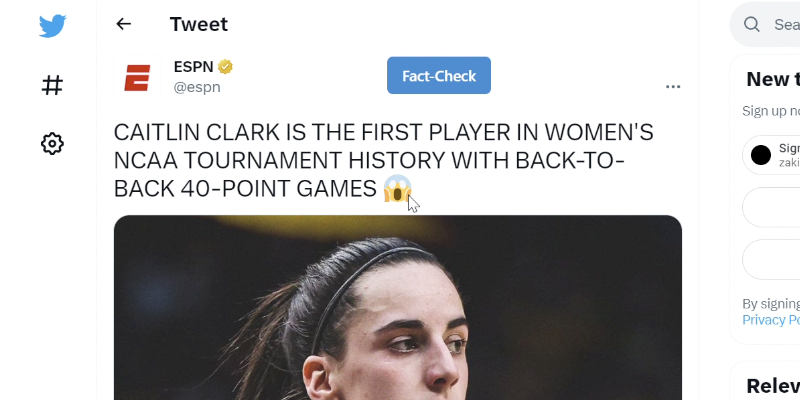 Tweet
ESPN
@espn
Fact-Check
CAITLIN CLARK IS THE FIRST PLAYER IN WOMEN'S
NCAA TOURNAMENT HISTORY WITH BACK-TO-
BACK 40-POINT GAMES 😱
Sea
New t
Sign up n
Sign
zaki
By signing
Privacy Po
Relev